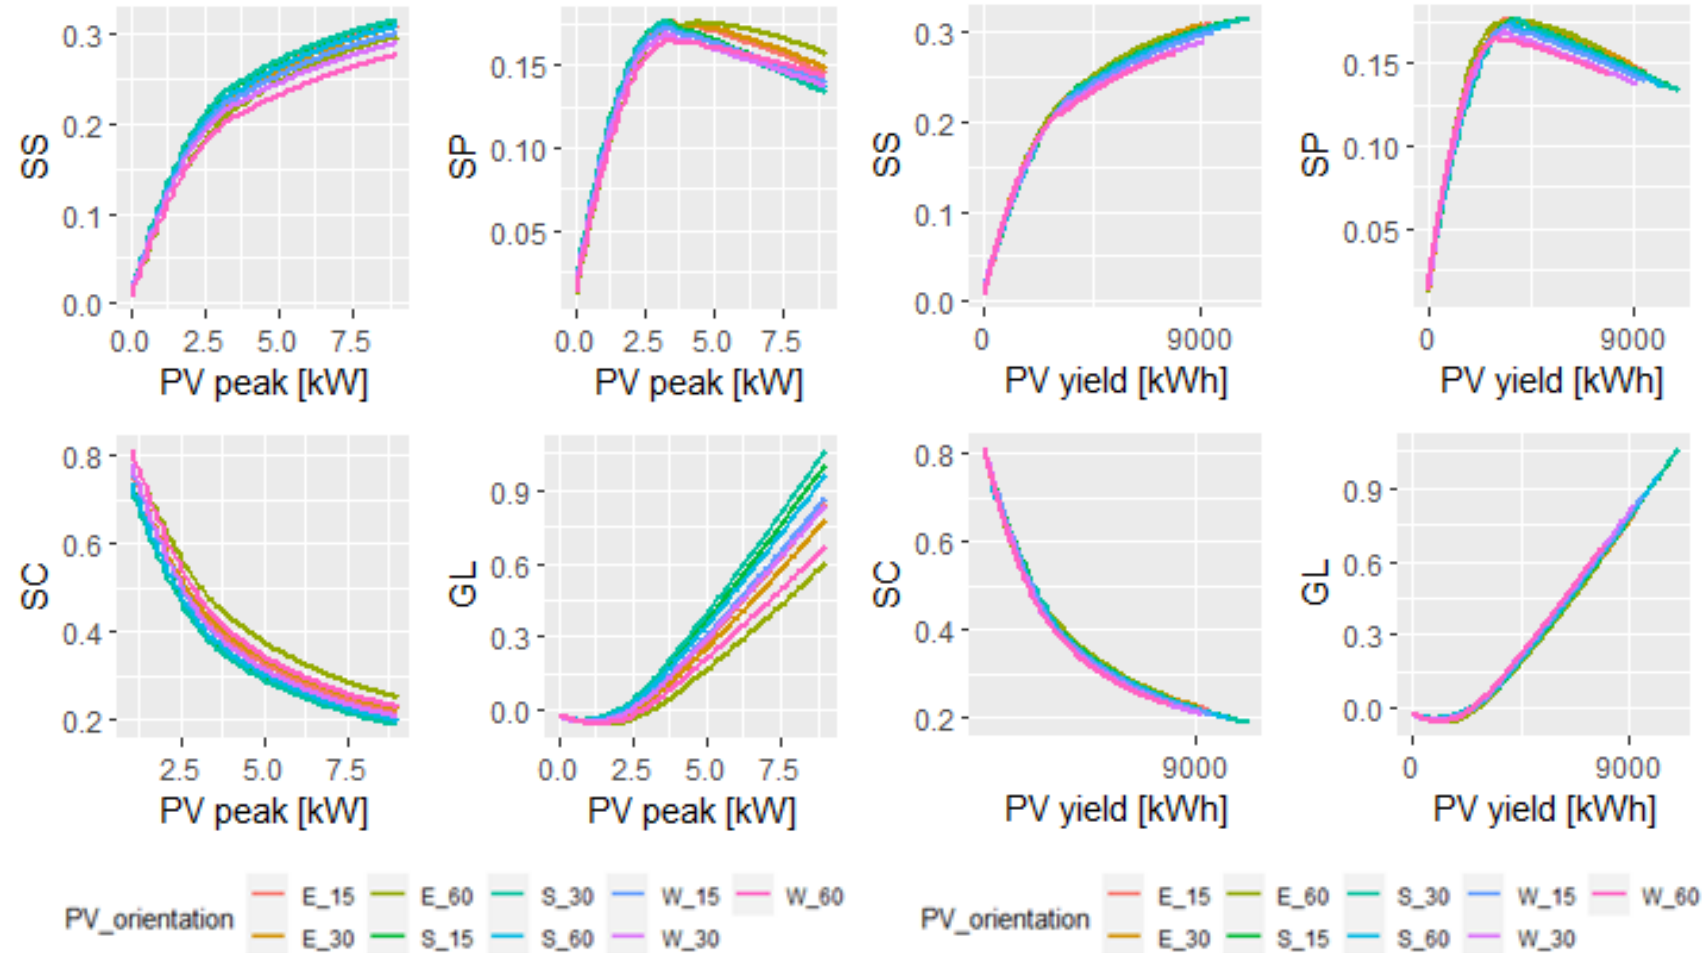 SS
0.3
0.2
0.1
0.0
0.0 2.5 5.0 7.5
PV peak [kW]
SP
0.15
0.10
0.05
0.0 2.5 5.0 7.5
PV peak [kW]
SS
0.3
0.2
0.1
0.0
0 9000
PV yield [kWh]
SP
0.15
0.10
0.05
0 9000
PV yield [kWh]
SC
0.8
0.6
0.4
0.2
2.5 5.0 7.5
PV peak [kW]
GL
0.9
0.6
0.3
0.0
0.0 2.5 5.0 7.5
PV peak [kW]
SC
0.8
0.6
0.4
0.2
9000
PV yield [kWh]
GL
0.9
0.6
0.3
0.0
0 9000
PV yield [kWh]
PV_orientation
E_15 E_60 S_30 W_15 W_60
E_30 S_15 S_60 W_30
PV_orientation
E_15 E_60 S_30 W_15 W_60
E_30 S_15 S_60 W_30